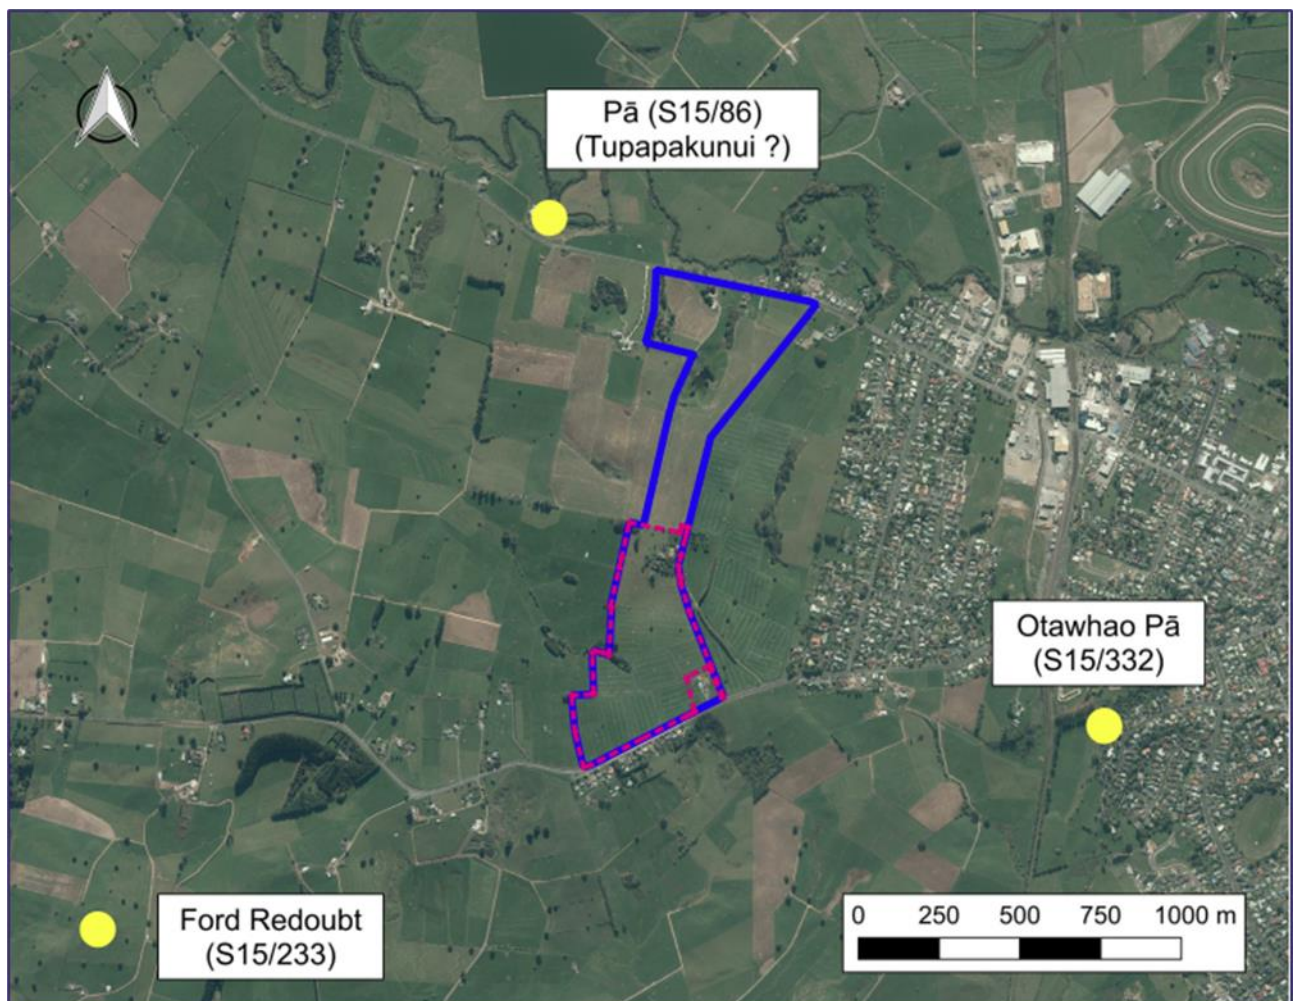 Pā (S15/86)
(Tupapakunui ?)
Otawhao Pā
(S15/332)
Ford Redoubt
(S15/233)
0 250 500 750 1000 m